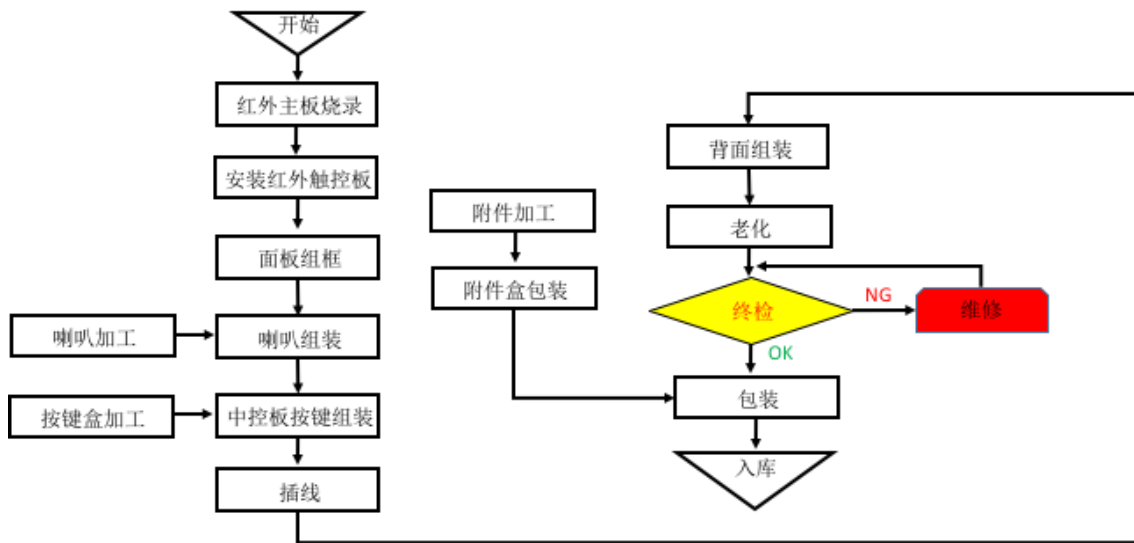 开始
红外主板烧录
安装红外触控板
面板组框
喇叭加工
喇叭组装
按键盒加工
中控板按键组装
插线
附件加工
附件盒包装
背面组装
老化
终检
NG
维修
OK
包装
入库